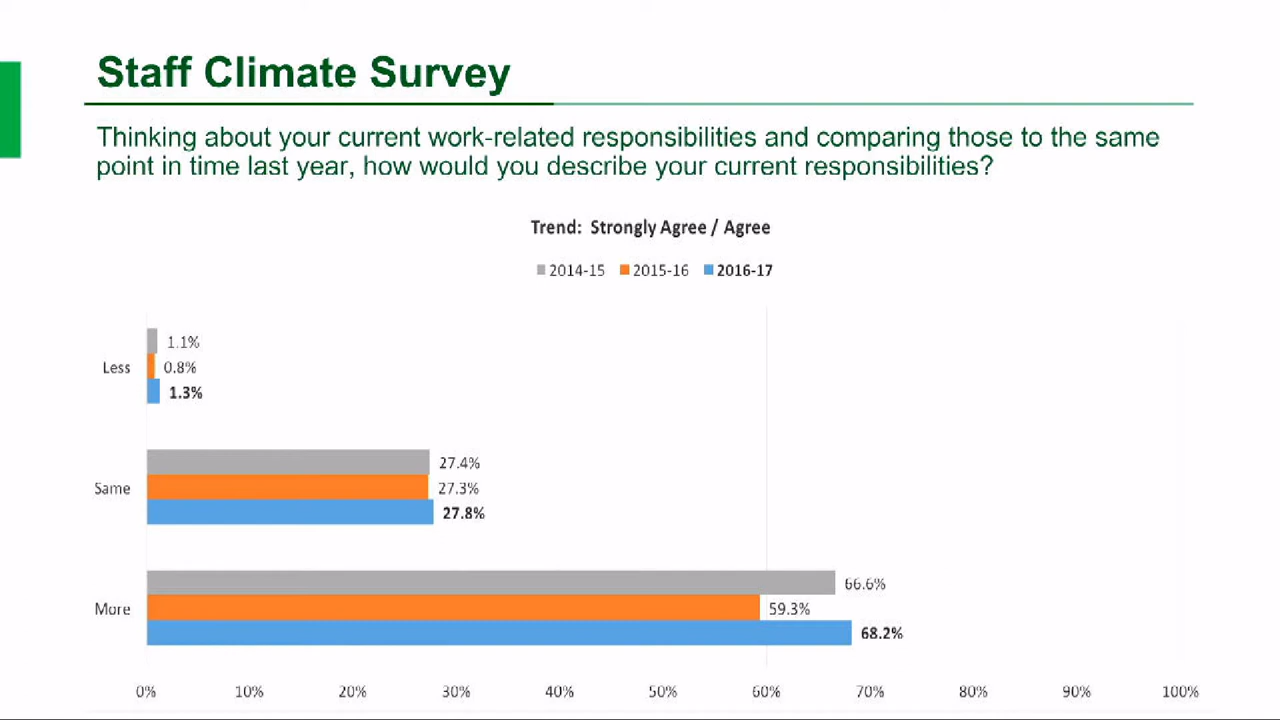 Staff Climate Survey
Thinking about your current work-related responsibilities and comparing those to the same
point in time last year, how would you describe your current responsibilities?
Trend: Strongly Agree / Agree
2014-15 2015-16 2016-17
1.1%
Less 0.8%
1.3%
27.4%
Same 27.3%
27.8%
66.6%
More 59.3%
68.2%
0% 10% 20% 30% 40% 50% 60% 70% 80% 90% 100%